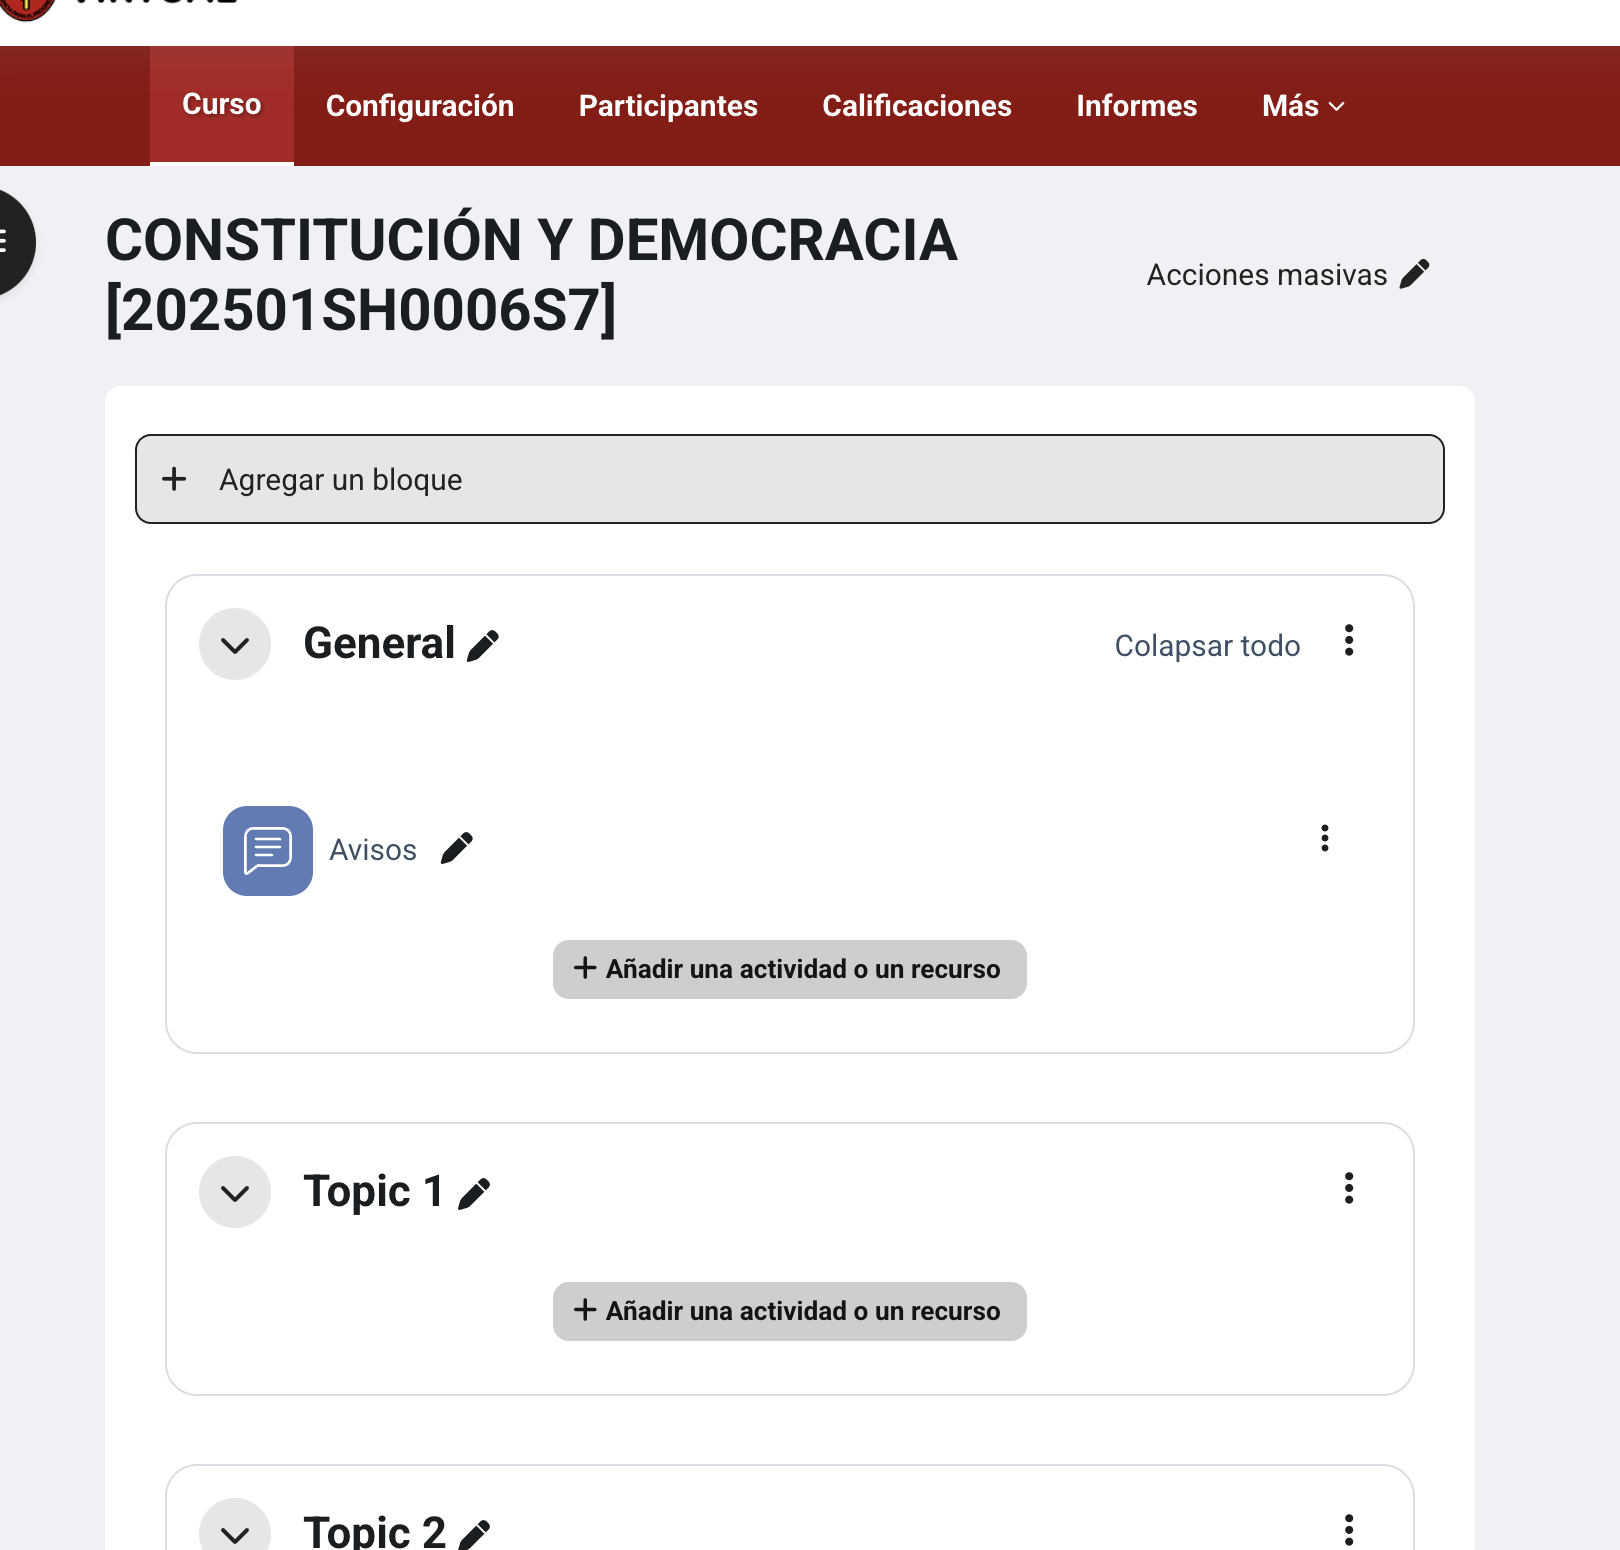 Curso Configuración Participantes Calificaciones Informes Más
CONSTITUCIÓN Y DEMOCRACIA
[202501SH0006S7]
Acciones masivas
Agregar un bloque
General
Colapsar todo
Avisos
Añadir una actividad o un recurso
Topic 1
Añadir una actividad o un recurso
Topic 2